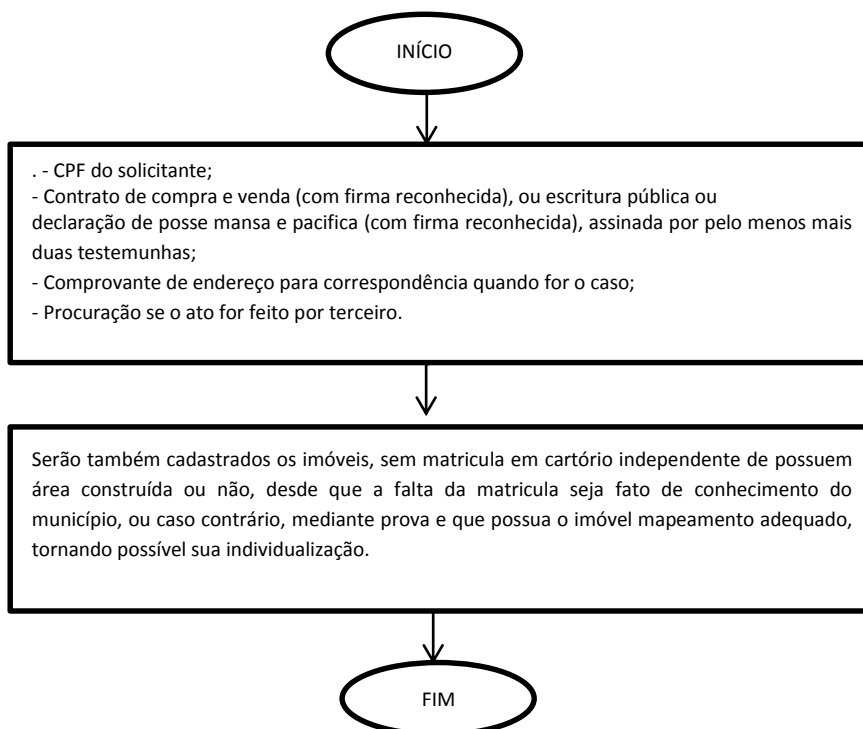 INÍCIO
. - CPF do solicitante;
- Contrato de compra e venda (com firma reconhecida), ou escritura pública ou
declaração de posse mansa e pacifica (com firma reconhecida), assinada por pelo menos mais
duas testemunhas;
- Comprovante de endereço para correspondência quando for o caso;
- Procuração se o ato for feito por terceiro.
Serão também cadastrados os imóveis, sem matricula em cartório independente de possuem
área construída ou não, desde que a falta da matricula seja fato de conhecimento do
município, ou caso contrário, mediante prova e que possua o imóvel mapeamento adequado,
tornando possível sua individualização.
FIM